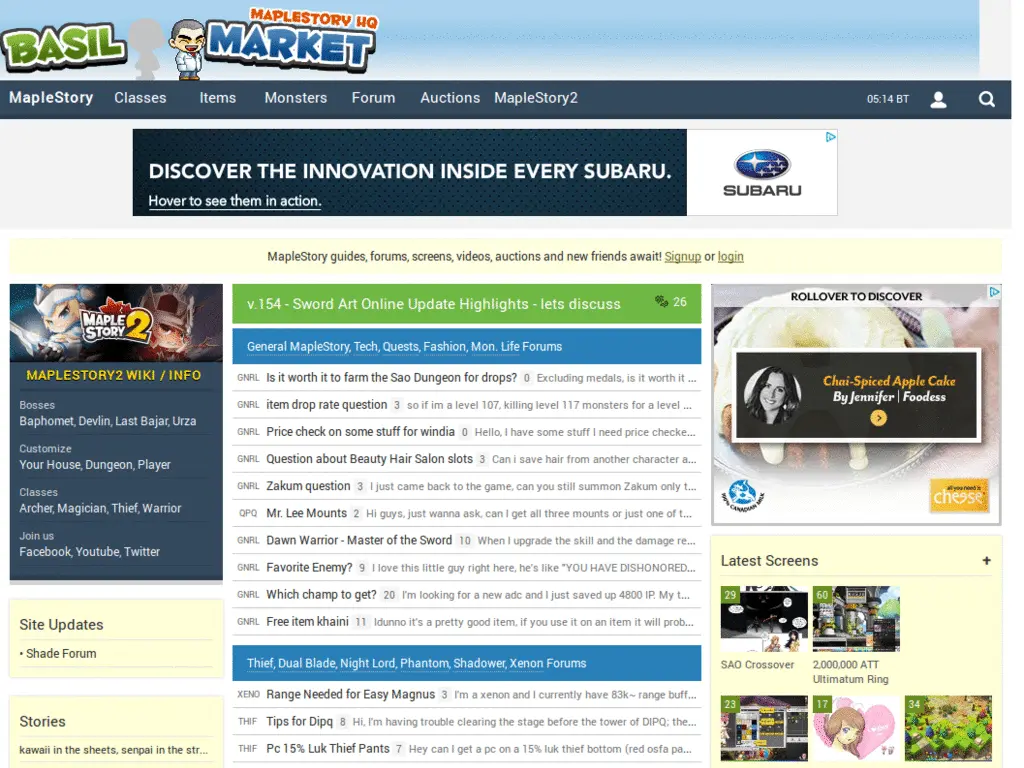 BASIL MARKET
MAPLESTORY HQ
MapleStory Classes Items Monsters Forum Auctions MapleStory2 05:14 BT
DISCOVER THE INNOVATION INSIDE EVERY SUBARU.
Hover to see them in action.
SUBARU
MapleStory guides, forums, screens, videos, auctions and new friends await! Signup or login
MAPLE STORY 2
MAPLESTORY2 WIKI / INFO
Bosses
Baphomet, Devlin, Last Bajar, Urza
Customize
Your House, Dungeon, Player
Classes
Archer, Magician, Thief, Warrior
Join us
Facebook, Youtube, Twitter
Site Updates
• Shade Forum
Stories
kawaii in the sheets, senpai in the str...
v.154 - Sword Art Online Update Highlights - lets discuss 26
General MapleStory, Tech, Quests, Fashion, Mon. Life Forums
GNRL Is it worth it to farm the Sao Dungeon for drops? 0 Excluding medals, is it worth it ...
GNRL item drop rate question 3 so if im a level 107, killing level 117 monsters for a level ...
GNRL Price check on some stuff for windia 0 Hello, I have some stuff I need price checke...
GNRL Question about Beauty Hair Salon slots 3 Can i save hair from another character a...
GNRL Zakum question 3 I just came back to the game, can you still summon Zakum only t...
QPQ Mr. Lee Mounts 2 Hi guys, just wanna ask, can I get all three mounts or just one of t...
GNRL Dawn Warrior - Master of the Sword 10 When I upgrade the skill and the damage re...
GNRL Favorite Enemy? 9 I love this little guy right here, he's like "YOU HAVE DISHONORED...
GNRL Which champ to get? 20 I'm looking for a new adc and I just saved up 4800 IP. My t...
GNRL Free item khaini 11 Idunno it's a pretty good item, if you use it on an item it will prob...
Thief, Dual Blade, Night Lord, Phantom, Shadower, Xenon Forums
XENO Range Needed for Easy Magnus 3 I'm a xenon and I currently have 83k~ range buff...
THIF Tips for Dipq 8 Hi, I'm having trouble clearing the stage before the tower of DIPQ; the...
THIF Pc 15% Luk Thief Pants 7 Hey can I get a pc on a 15% luk thief bottom (red osfa pa...
ROLLOVER TO DISCOVER
Chai-Spiced Apple Cake
By Jennifer | Foodess
100% CANADIAN MILK
all you need is
cheese
Latest Screens +
29
60
SAO Crossover
2,000,000 ATT
Ultimatum Ring
23
17
34